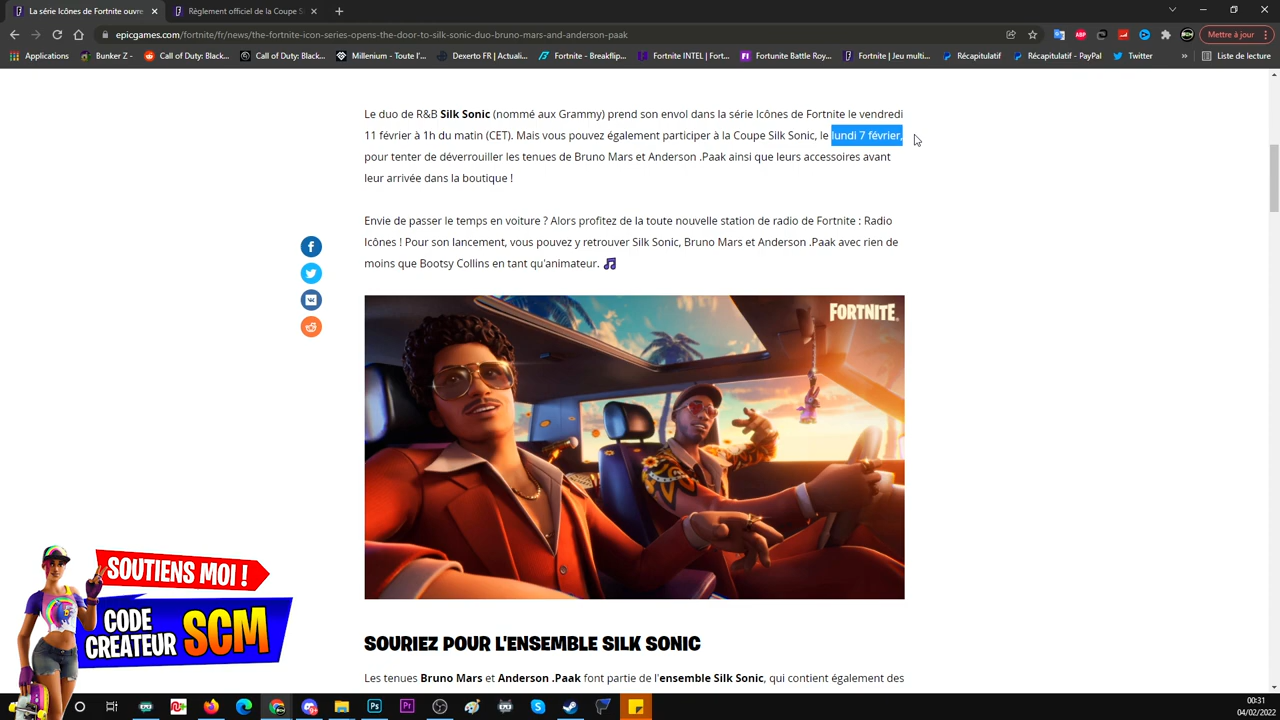 La série Icônes de Fortnite ouvre
Règlement officiel de la Coupe S
epicgames.com/fortnite/fr/news/the-fortnite-icon-series-opens-the-door-to-silk-sonic-duo-bruno-mars-and-anderson-paak
Mettre à jour
Applications
Bunker Z -
Call of Duty: Black...
Call of Duty: Black...
Millenium - Toute l'...
Dexerto FR | Actuali...
Fortnite - Breakflip...
Fortnite INTEL | Fort...
Fortunite Battle Roy...
Fortnite | Jeu multi...
Récapitulatif
Récapitulatif - PayPal
Twitter
»
Liste de lecture
Le duo de R&B Silk Sonic (nommé aux Grammy) prend son envol dans la série Icônes de Fortnite le vendredi
11 février à 1h du matin (CET). Mais vous pouvez également participer à la Coupe Silk Sonic, le lundi 7 février,
pour tenter de déverrouiller les tenues de Bruno Mars et Anderson .Paak ainsi que leurs accessoires avant
leur arrivée dans la boutique !
Envie de passer le temps en voiture ? Alors profitez de la toute nouvelle station de radio de Fortnite : Radio
Icônes ! Pour son lancement, vous pouvez y retrouver Silk Sonic, Bruno Mars et Anderson .Paak avec rien de
moins que Bootsy Collins en tant qu'animateur.
FORTNITE
SOURIEZ POUR L'ENSEMBLE SILK SONIC
Les tenues Bruno Mars et Anderson .Paak font partie de l'ensemble Silk Sonic, qui contient également des
SOUTIENS MOI !
CODE
CREATEUR SCM
00:31
04/02/2022